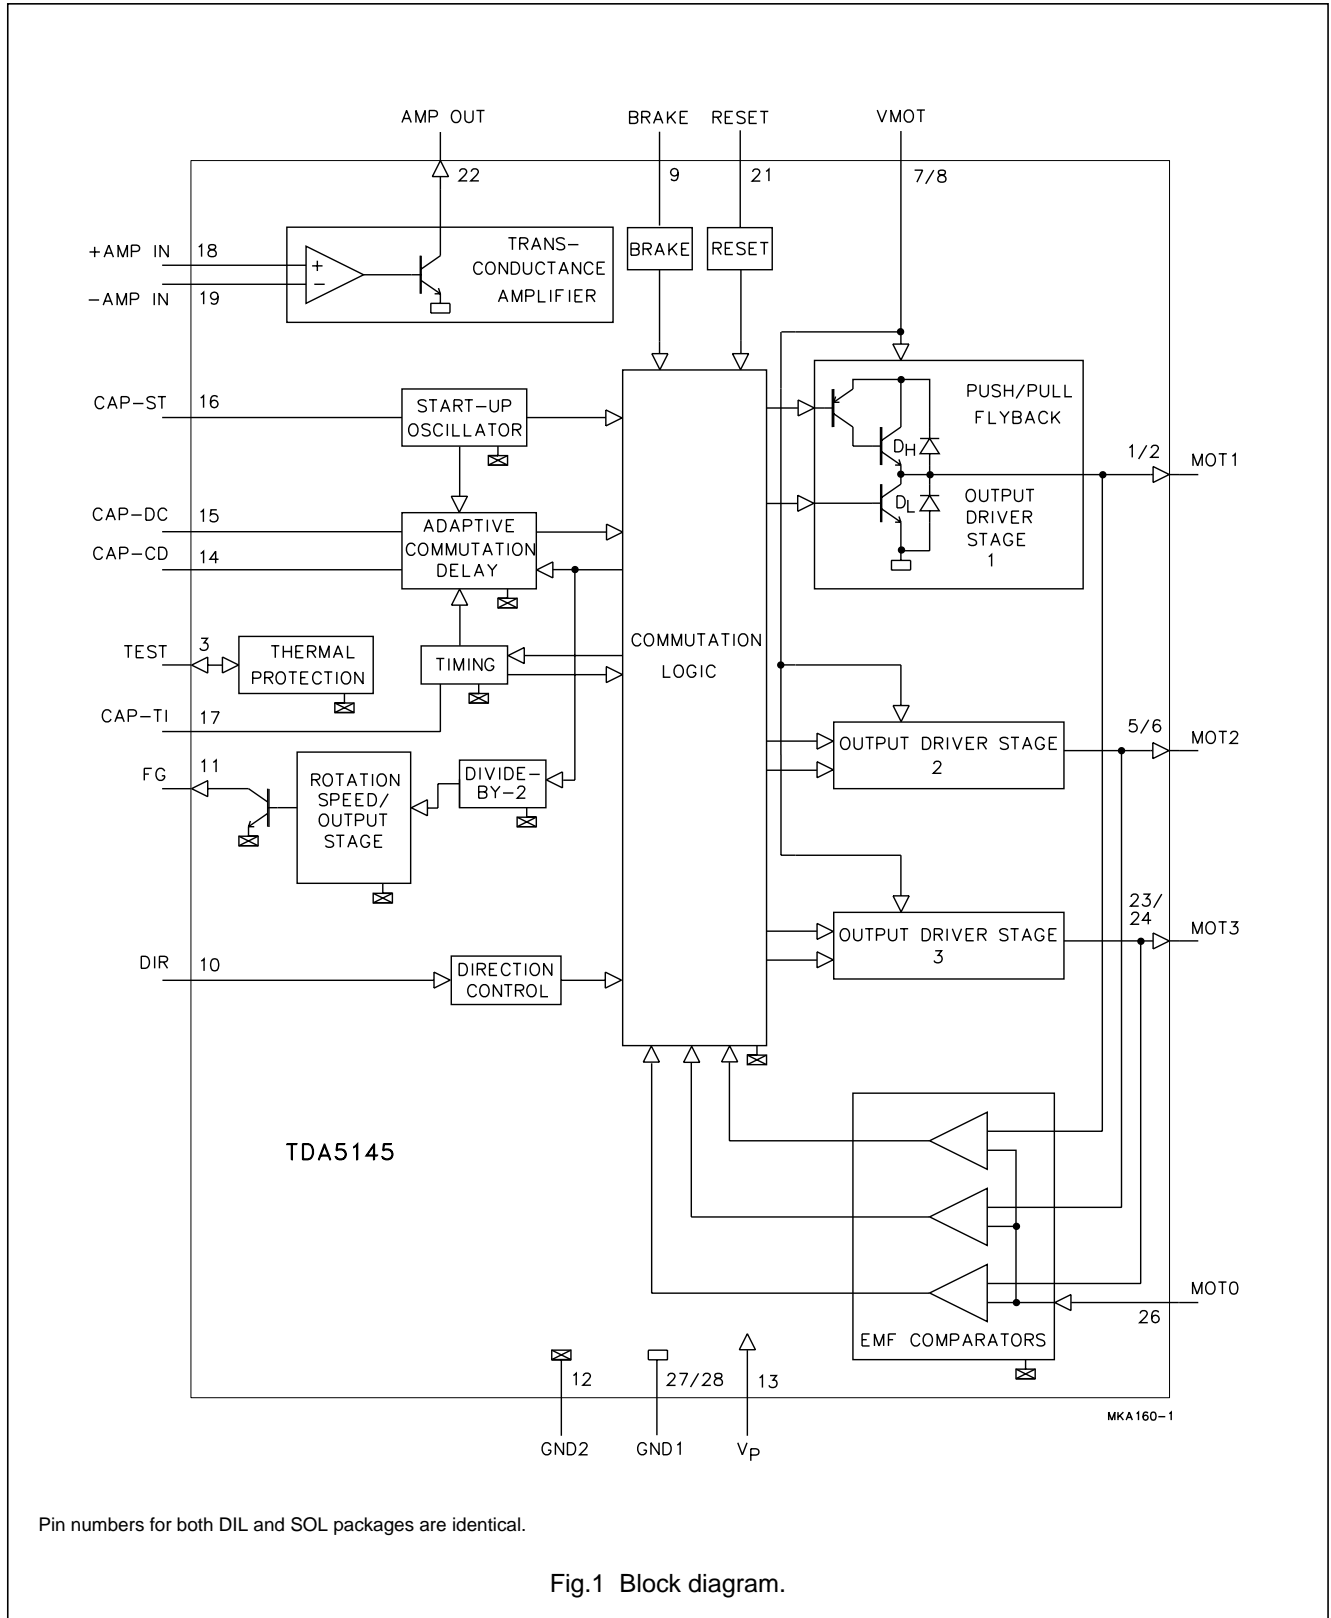 AMP OUT
BRAKE
RESET
VMOT
22
9
21
7/8
+AMP IN
18
-AMP IN
19
+
-
TRANS-
CONDUCTANCE
AMPLIFIER
BRAKE
RESET
CAP-ST
16
START-UP
OSCILLATOR
PUSH/PULL
FLYBACK
DH
DL
OUTPUT
DRIVER
STAGE
1
1/2
MOT1
CAP-DC
15
CAP-CD
14
ADAPTIVE
COMMUTATION
DELAY
TEST
3
THERMAL
PROTECTION
TIMING
COMMUTATION
LOGIC
CAP-TI
17
OUTPUT DRIVER STAGE
2
5/6
MOT2
FG
11
ROTATION
SPEED/
OUTPUT
STAGE
DIVIDE-
BY-2
OUTPUT DRIVER STAGE
3
23/
24
MOT3
DIR
10
DIRECTION
CONTROL
TDA5145
EMF COMPARATORS
MOT0
26
12
27/28
13
GND2
GND1
VP
MKA160-1
Pin numbers for both DIL and SOL packages are identical.
Fig.1 Block diagram.